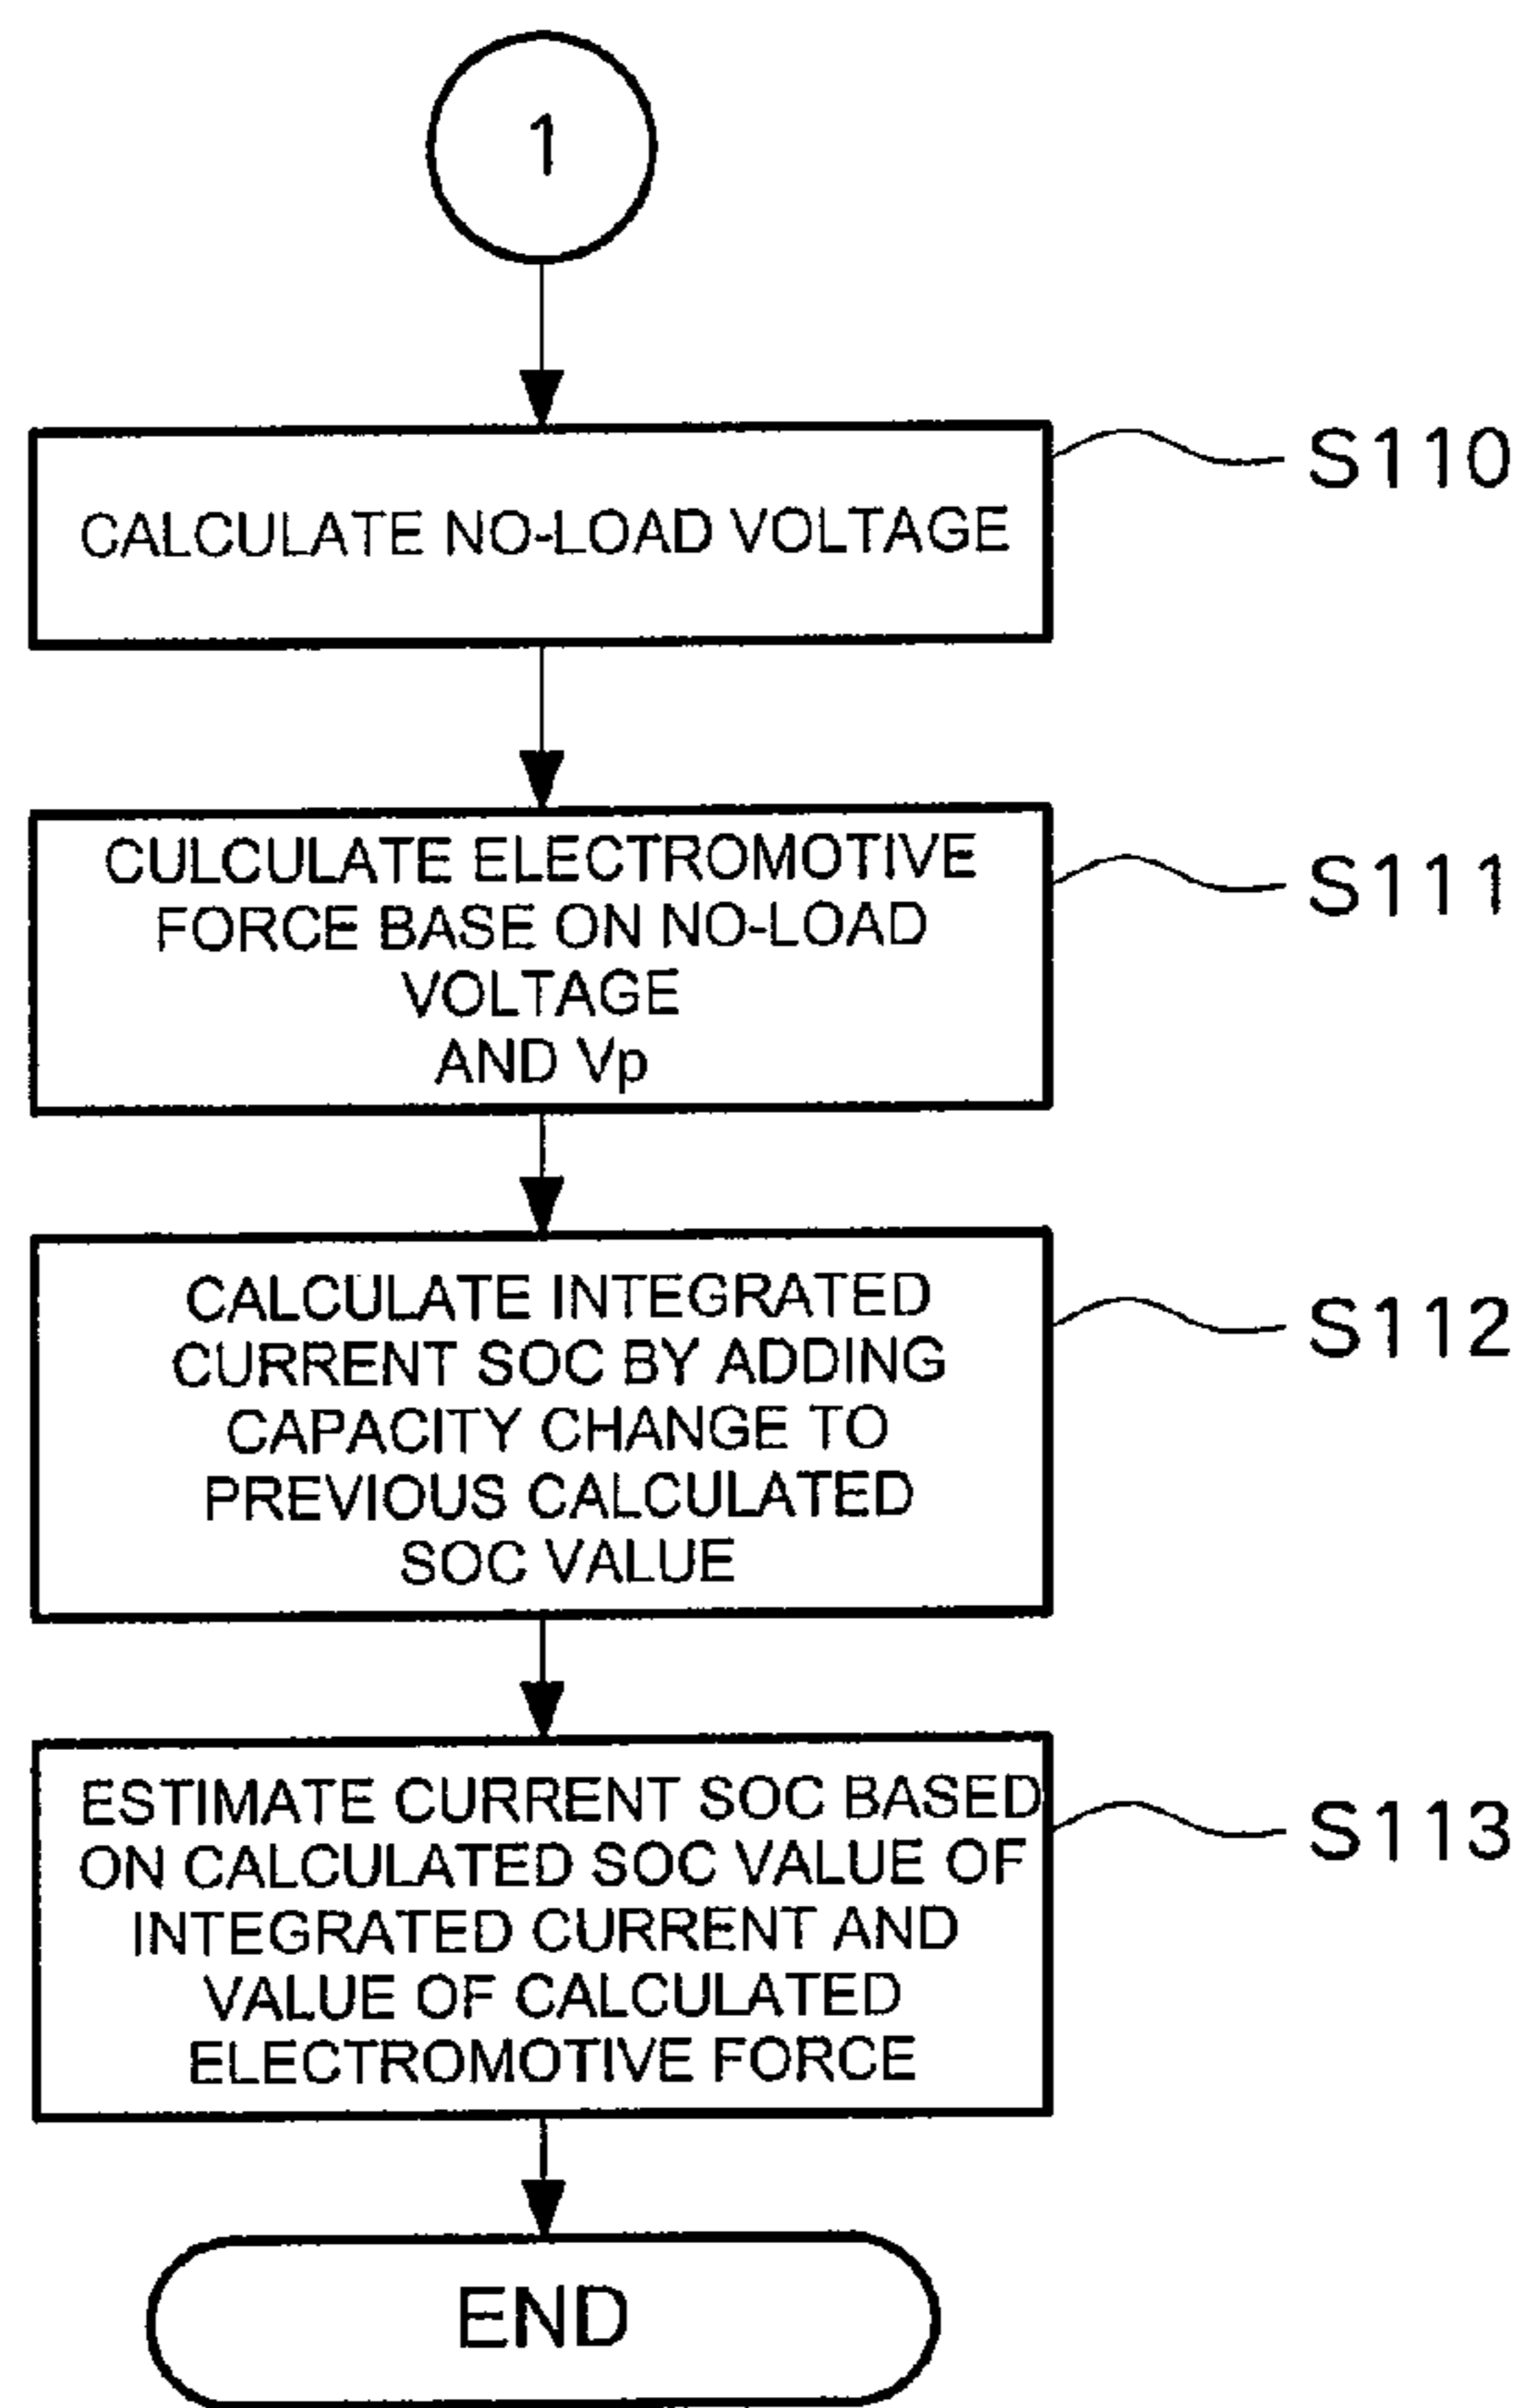 1
CALCULATE NO-LOAD VOLTAGE
S110
CULCULATE ELECTROMOTIVE
FORCE BASE ON NO-LOAD
VOLTAGE
AND Vp
S111
CALCULATE INTEGRATED
CURRENT SOC BY ADDING
CAPACITY CHANGE TO
PREVIOUS CALCULATED
SOC VALUE
S112
ESTIMATE CURRENT SOC BASED
ON CALCULATED SOC VALUE OF
INTEGRATED CURRENT AND
VALUE OF CALCULATED
ELECTROMOTIVE FORCE
S113
END